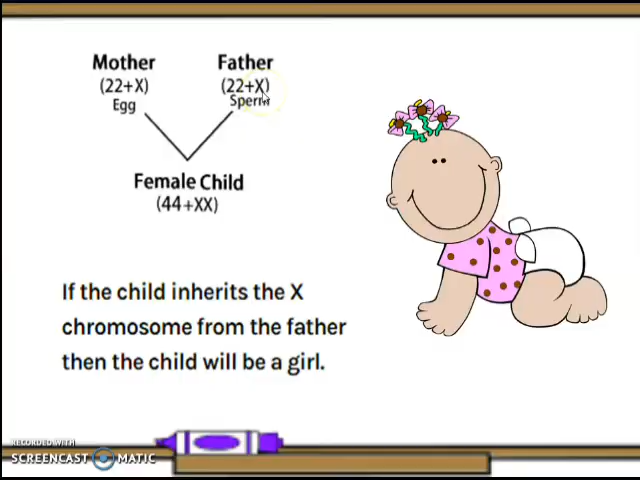 Mother Father
(22+X) (22+X)
Egg Sperm
Female Child
(44+XX)
If the child inherits the X
chromosome from the father
then the child will be a girl.
RECORDED WITH
SCREENCAST MATIC